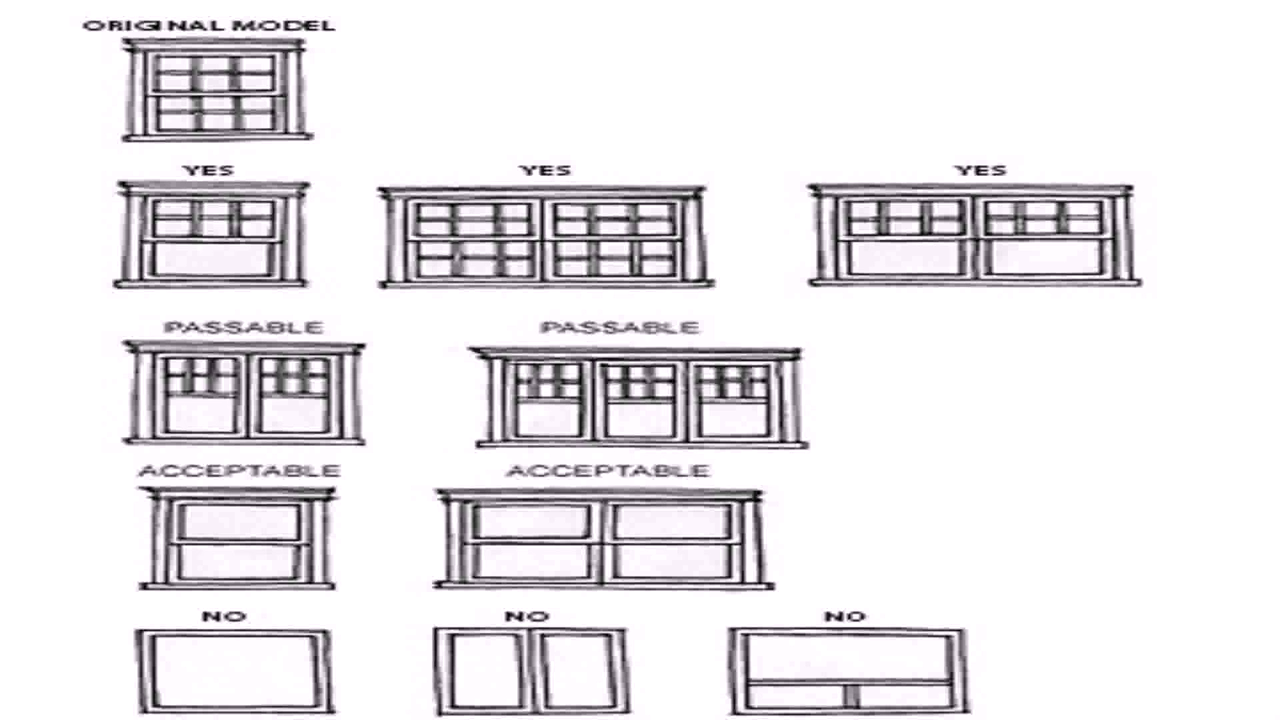 ORIGINAL MODEL
YES YES YES
PASSABLE PASSABLE
ACCEPTABLE ACCEPTABLE
NO NO NO